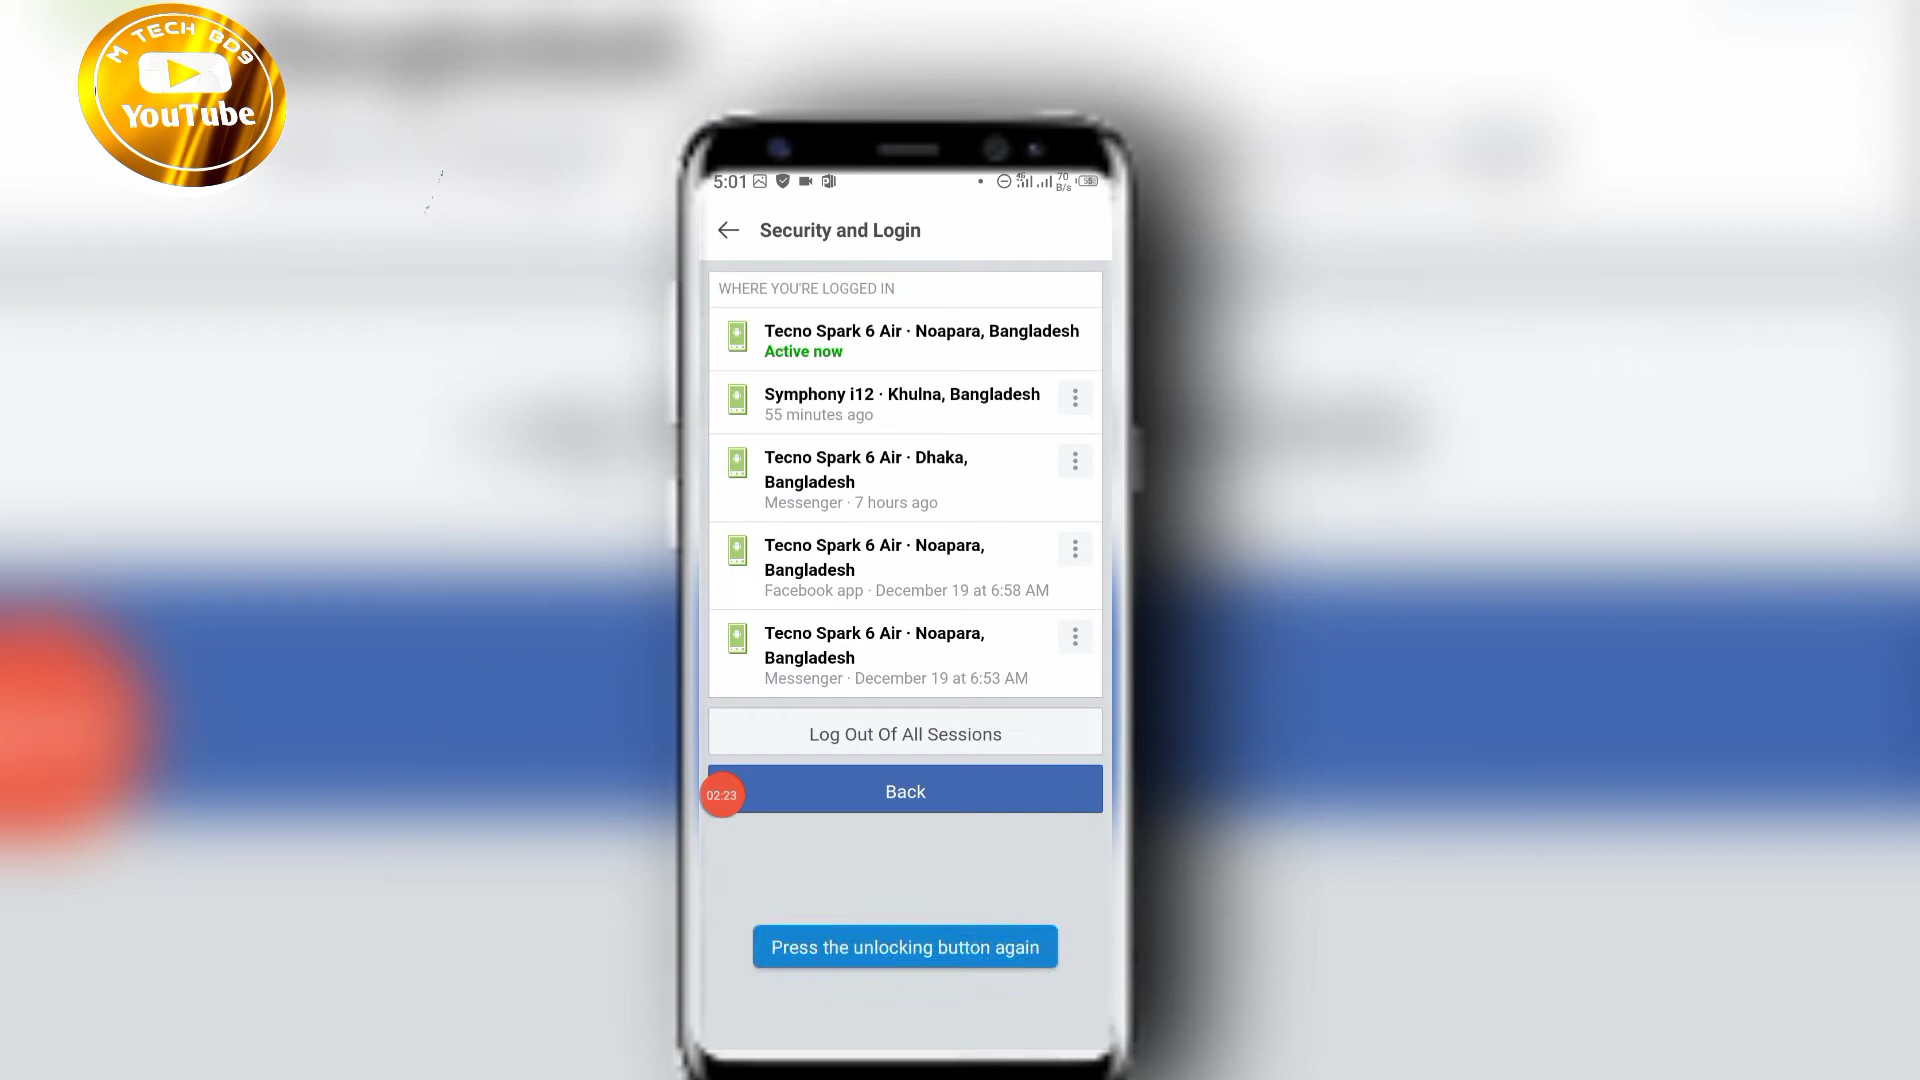 M TECH BD9
YouTube
5:01
4G
70
B/s
55
Security and Login
WHERE YOU'RE LOGGED IN
Tecno Spark 6 Air · Noapara, Bangladesh
Active now
Symphony i12 · Khulna, Bangladesh
55 minutes ago
Tecno Spark 6 Air · Dhaka,
Bangladesh
Messenger · 7 hours ago
Tecno Spark 6 Air · Noapara,
Bangladesh
Facebook app · December 19 at 6:58 AM
Tecno Spark 6 Air · Noapara,
Bangladesh
Messenger · December 19 at 6:53 AM
Log Out Of All Sessions
Back
02:23
Press the unlocking button again